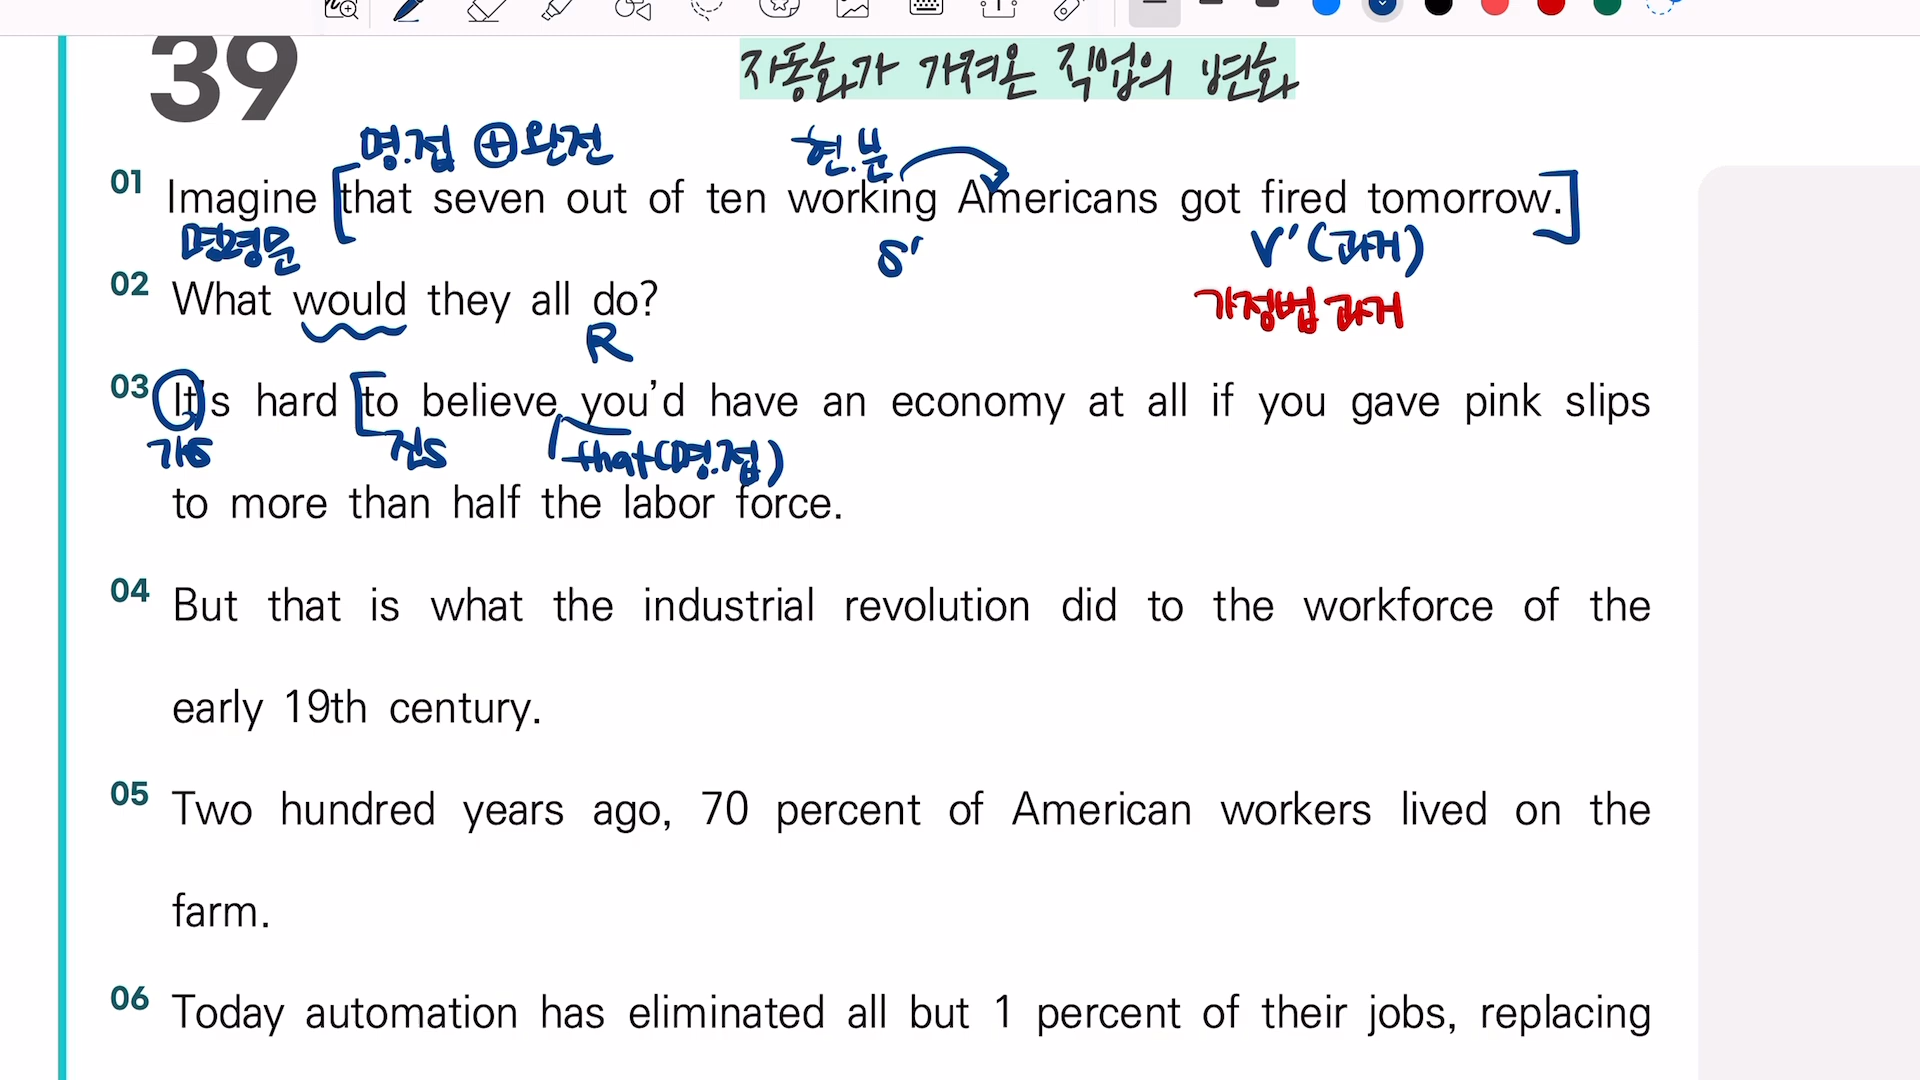 39
자동화가 가져온 직업의 변화
명.접 ⊕완전
현.분
01 Imagine [that seven out of ten working Americans got fired tomorrow.]
명령문
S'
V'(과거)
02 What would they all do?
가정법 과거
R
03 It's hard [to believe you'd have an economy at all if you gave pink slips
가S
진S
that(명.접)
to more than half the labor force.
04 But that is what the industrial revolution did to the workforce of the
early 19th century.
05 Two hundred years ago, 70 percent of American workers lived on the
farm.
06 Today automation has eliminated all but 1 percent of their jobs, replacing